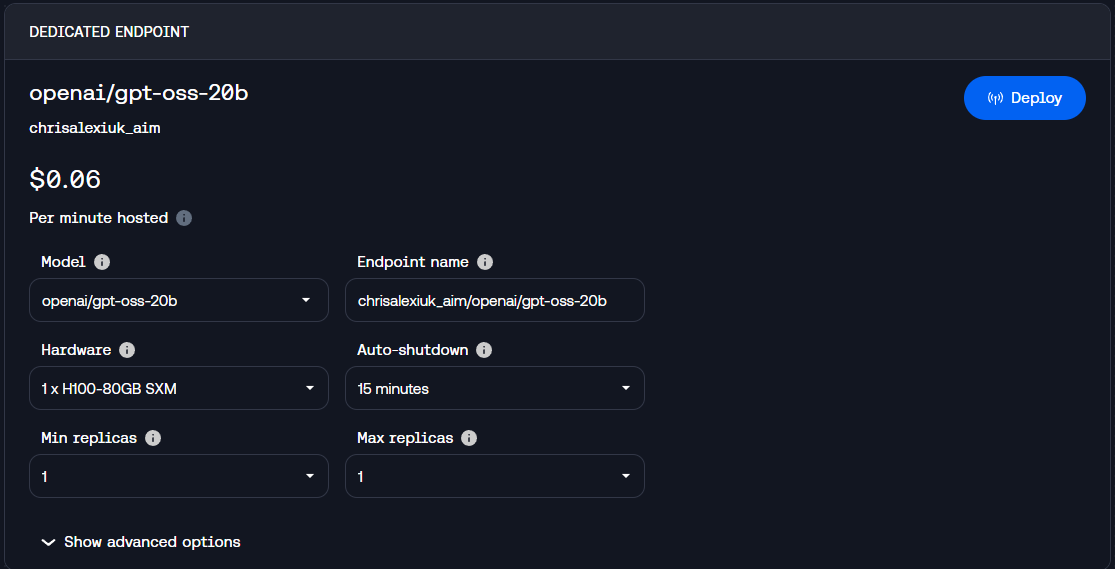 DEDICATED ENDPOINT
openai/gpt-oss-20b
Deploy
chrisalexiuk_aim
$0.06
Per minute hosted
Model
Endpoint name
openai/gpt-oss-20b
chrisalexiuk_aim/openai/gpt-oss-20b
Hardware
Auto-shutdown
1 x H100-80GB SXM
15 minutes
Min replicas
Max replicas
1
1
Show advanced options